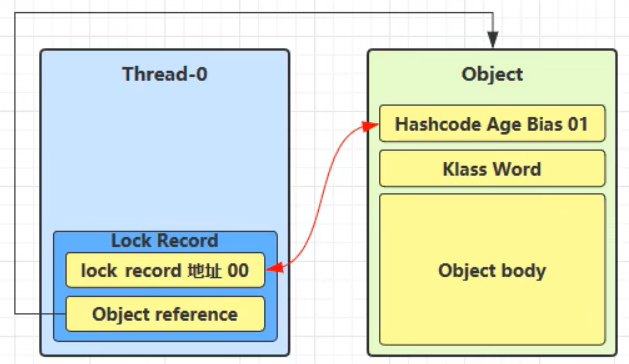 Thread-0
Lock Record
lock record 地址 00
Object reference
Object
Hashcode Age Bias 01
Klass Word
Object body